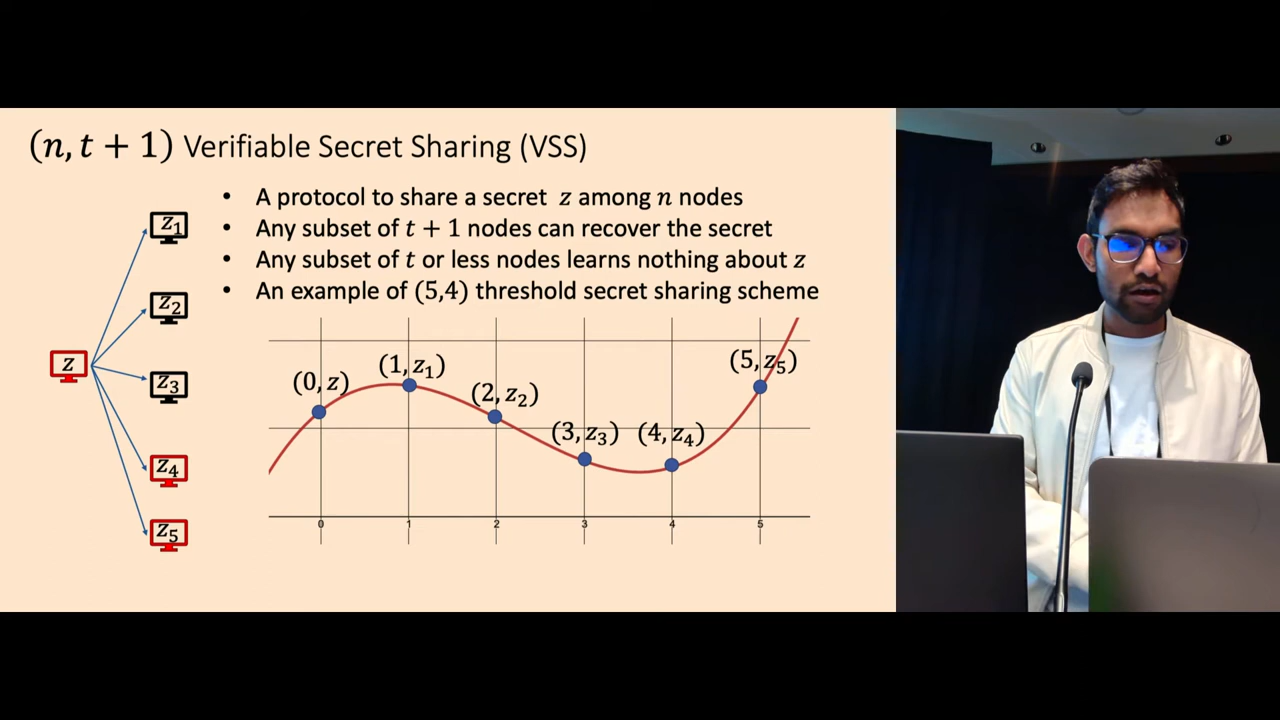 (n, t + 1) Verifiable Secret Sharing (VSS)
• A protocol to share a secret z among n nodes
• Any subset of t + 1 nodes can recover the secret
• Any subset of t or less nodes learns nothing about z
• An example of (5,4) threshold secret sharing scheme
z
z₁
z₂
z₃
z₄
z₅
(0, z)
(1, z₁)
(2, z₂)
(3, z₃)
(4, z₄)
(5, z₅)
0 1 2 3 4 5